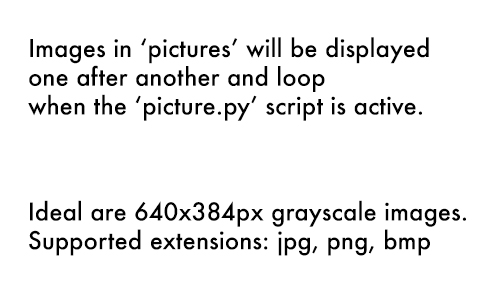 Images in ‘pictures’ will be displayed
one after another and loop
when the ‘picture.py’ script is active.
Ideal are 640x384px grayscale images.
Supported extensions: jpg, png, bmp